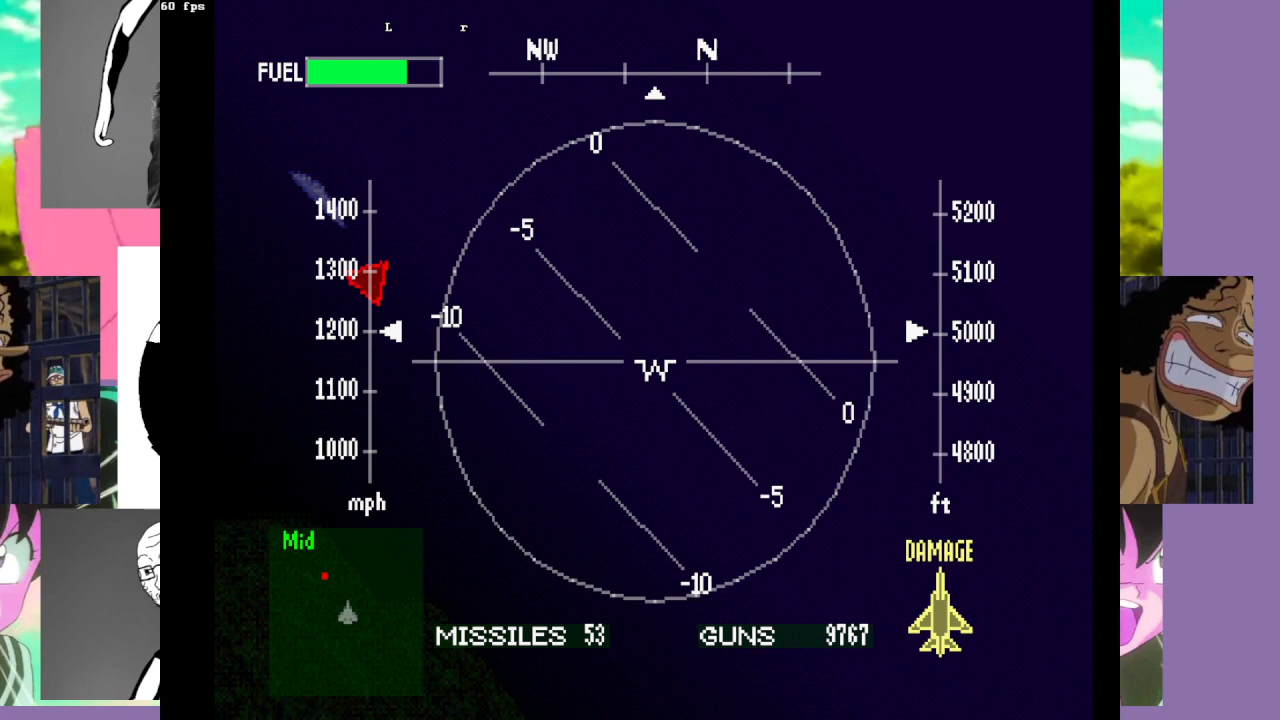 60 fps
L r
NW N
FUEL
0
-5
-10
0
-5
-10
1400
1300
1200
1100
1000
mph
5200
5100
5000
4900
4800
ft
Mid
DAMAGE
MISSILES 53
GUNS 9767